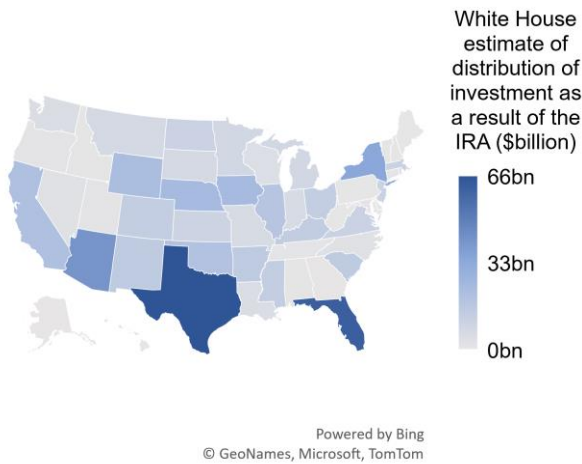 White House
estimate of
distribution of
investment as
a result of the
IRA ($billion)
66bn
33bn
0bn
Powered by Bing
© GeoNames, Microsoft, TomTom